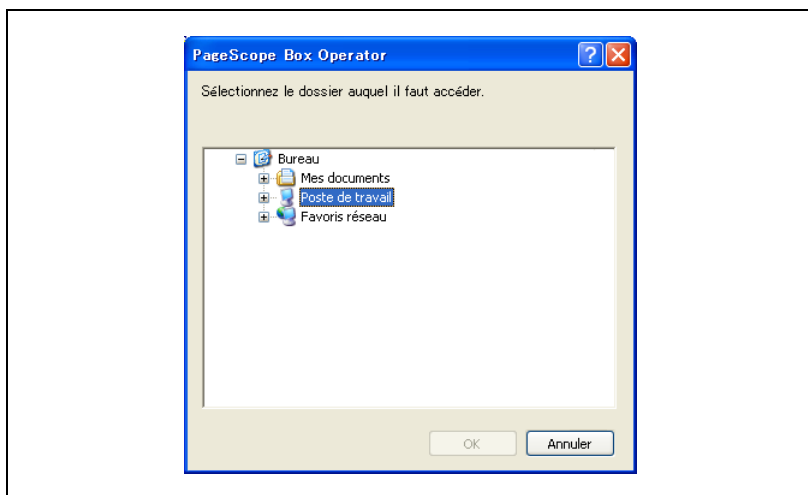 PageScope Box Operator
Sélectionnez le dossier auquel il faut accéder.
Bureau
Mes documents
Poste de travail
Favoris réseau
OK
Annuler